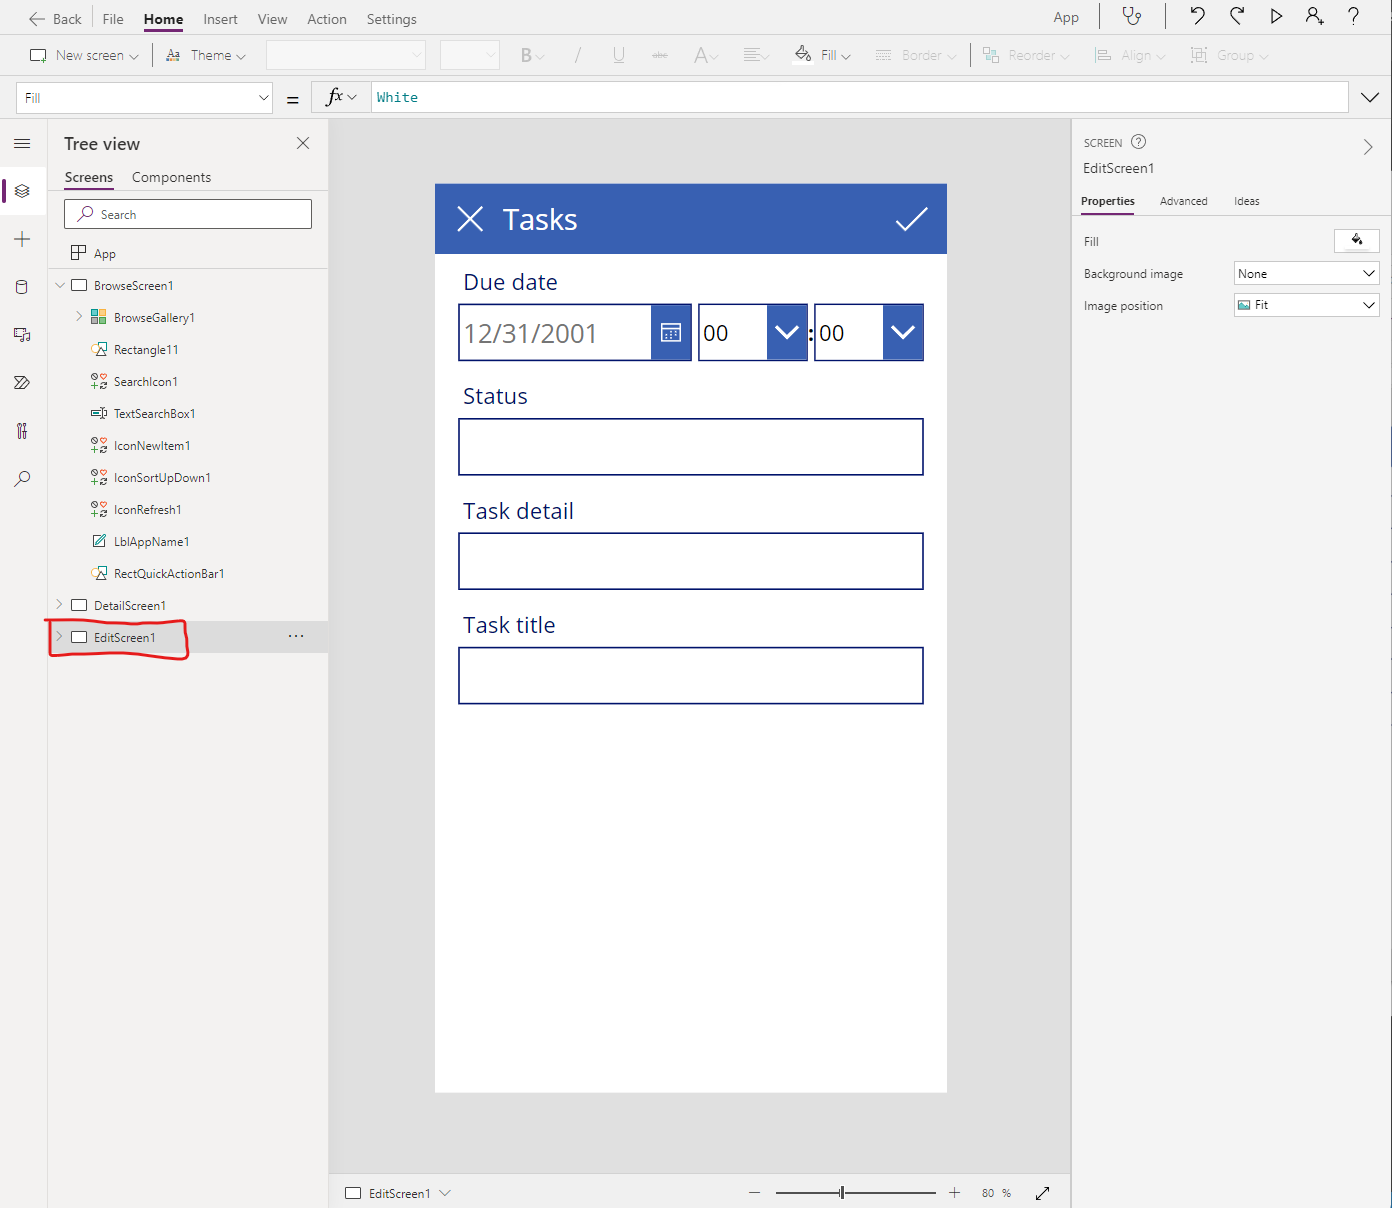 Back File Home Insert View Action Settings App
New screen Theme B / U abc A Fill Border Reorder Align Group
Fill = fx White
Tree view
Screens Components
Search
App
BrowseScreen1
BrowseGallery1
Rectangle11
SearchIcon1
TextSearchBox1
IconNewItem1
IconSortUpDown1
IconRefresh1
LblAppName1
RectQuickActionBar1
DetailScreen1
EditScreen1 ...
Tasks
Due date
12/31/2001 00 : 00
Status
Task detail
Task title
EditScreen1 80 %
SCREEN
EditScreen1
Properties Advanced Ideas
Fill
Background image None
Image position Fit